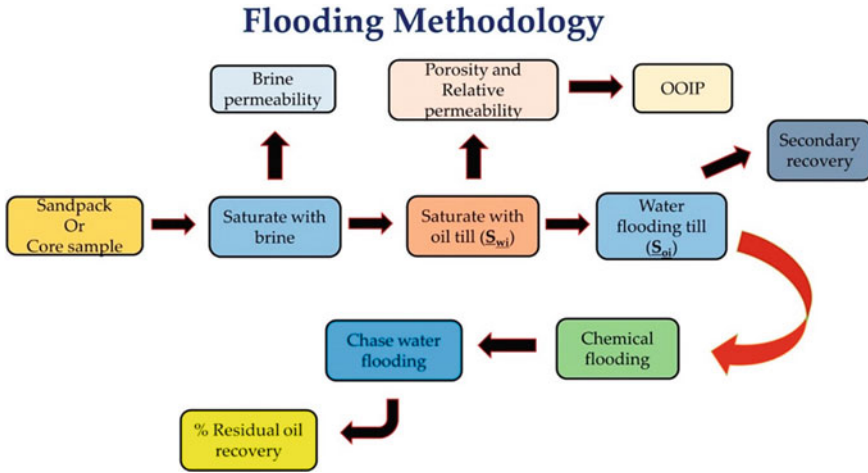 Flooding Methodology
Brine
permeability
Porosity and
Relative
permeability
OOIP
Secondary
recovery
Sandpack
Or
Core sample
Saturate with
brine
Saturate with
oil till (Swi)
Water
flooding till
(Soi)
Chemical
flooding
Chase water
flooding
% Residual oil
recovery